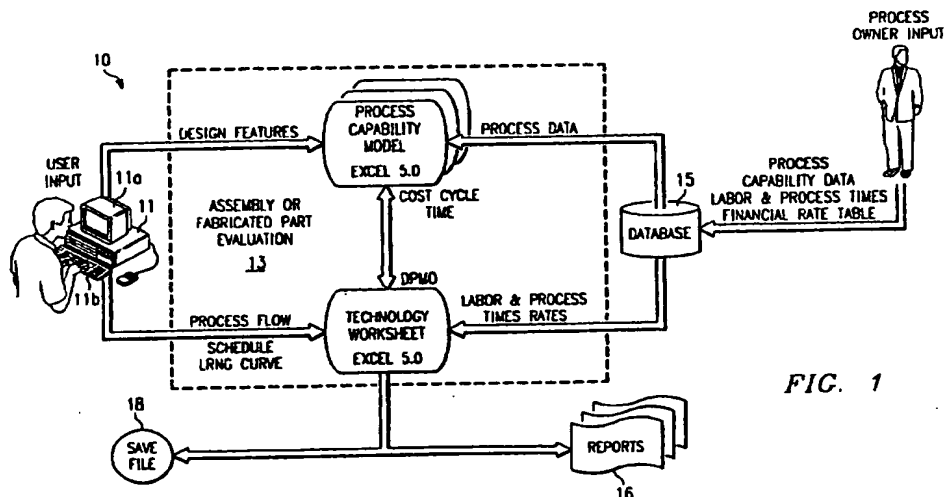 PROCESS
OWNER INPUT
10
PROCESS
CAPABILITY
MODEL
EXCEL 5.0
DESIGN FEATURES
PROCESS DATA
USER
INPUT
11a
11
11b
ASSEMBLY OR
FABRICATED PART
EVALUATION
13
COST CYCLE
TIME
15
DATABASE
PROCESS
CAPABILITY DATA
LABOR & PROCESS TIMES
FINANCIAL RATE TABLE
DPMO
TECHNOLOGY
WORKSHEET
EXCEL 5.0
PROCESS FLOW
SCHEDULE
LRNG CURVE
LABOR & PROCESS
TIMES RATES
FIG. 1
18
SAVE
FILE
REPORTS
16